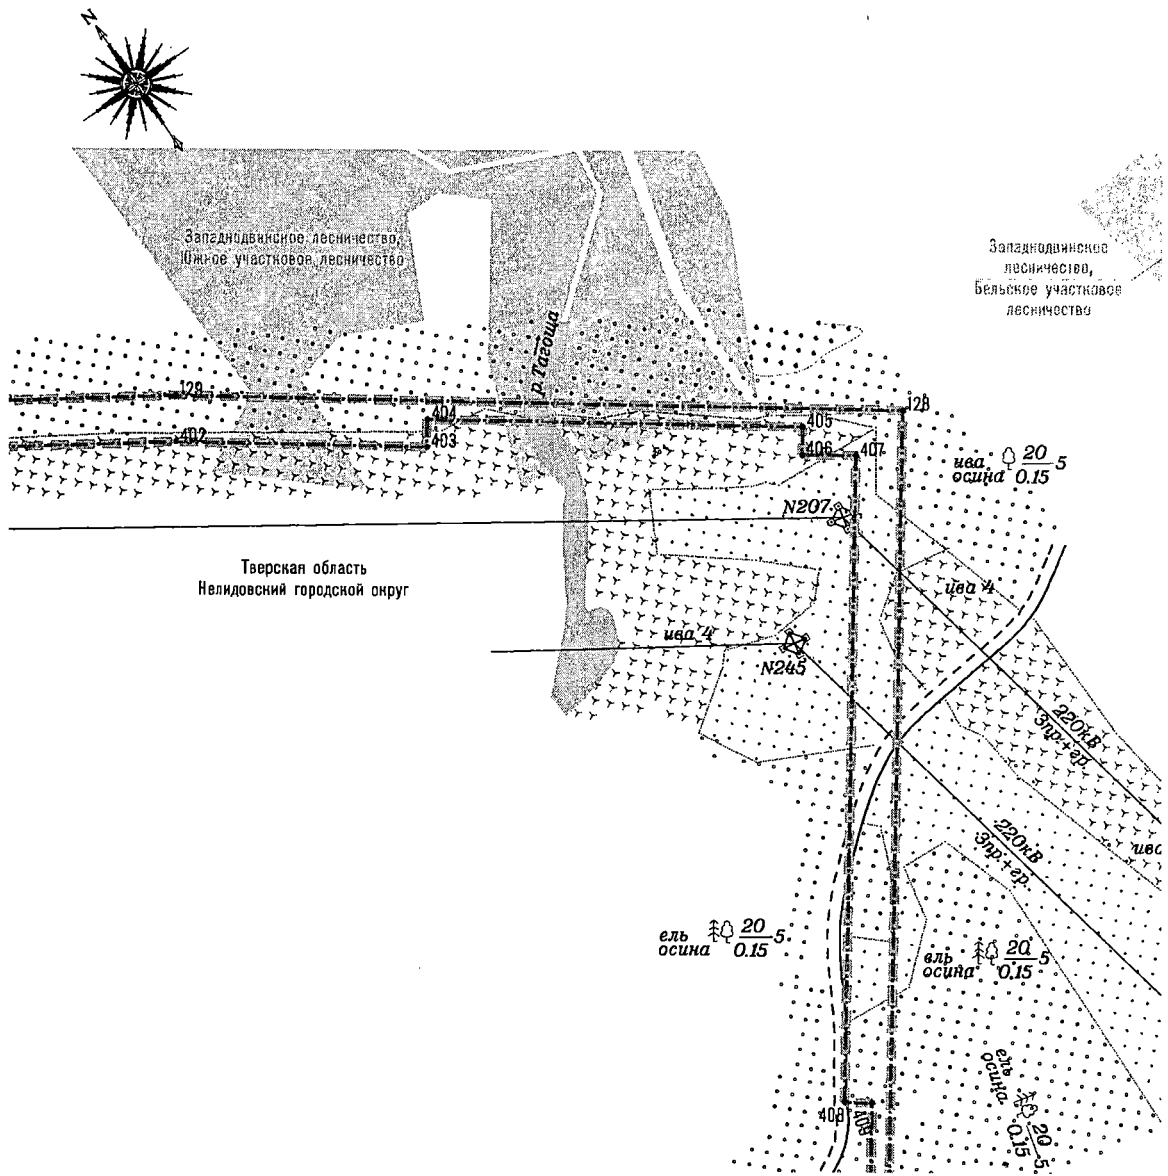 N
Западнодвинское лесничество,
Южное участковое лесничество
Западнодвинское
лесничество,
Бельское участковое
лесничество
р. Тагоща
129
128
404
405
402
403
406
407
ива
осина
20
0.15
5
N207
Тверская область
Нелидовский городской округ
ива 4
ива 4
N245
220кВ
3пр.+гр.
220кВ
3пр.+гр.
ива
ель
осина
20
0.15
5
ель
осина
20
0.15
5
ель
осина
20
0.15
5
408
409